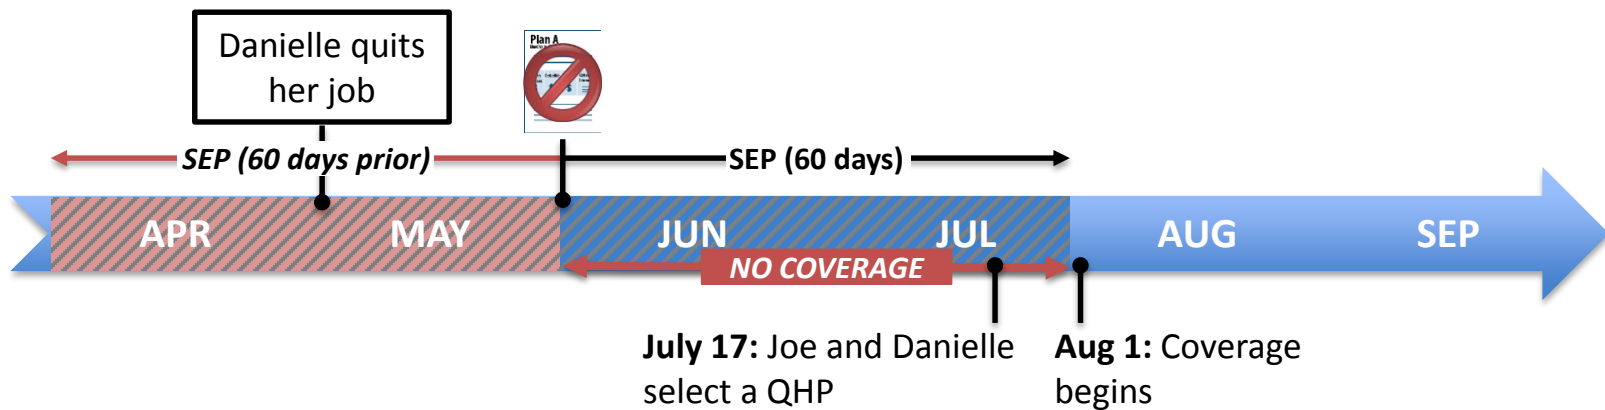 Danielle quits
her job
Plan A
SEP (60 days prior)
SEP (60 days)
APR
MAY
JUN
JUL
AUG
SEP
NO COVERAGE
July 17: Joe and Danielle
select a QHP
Aug 1: Coverage
begins